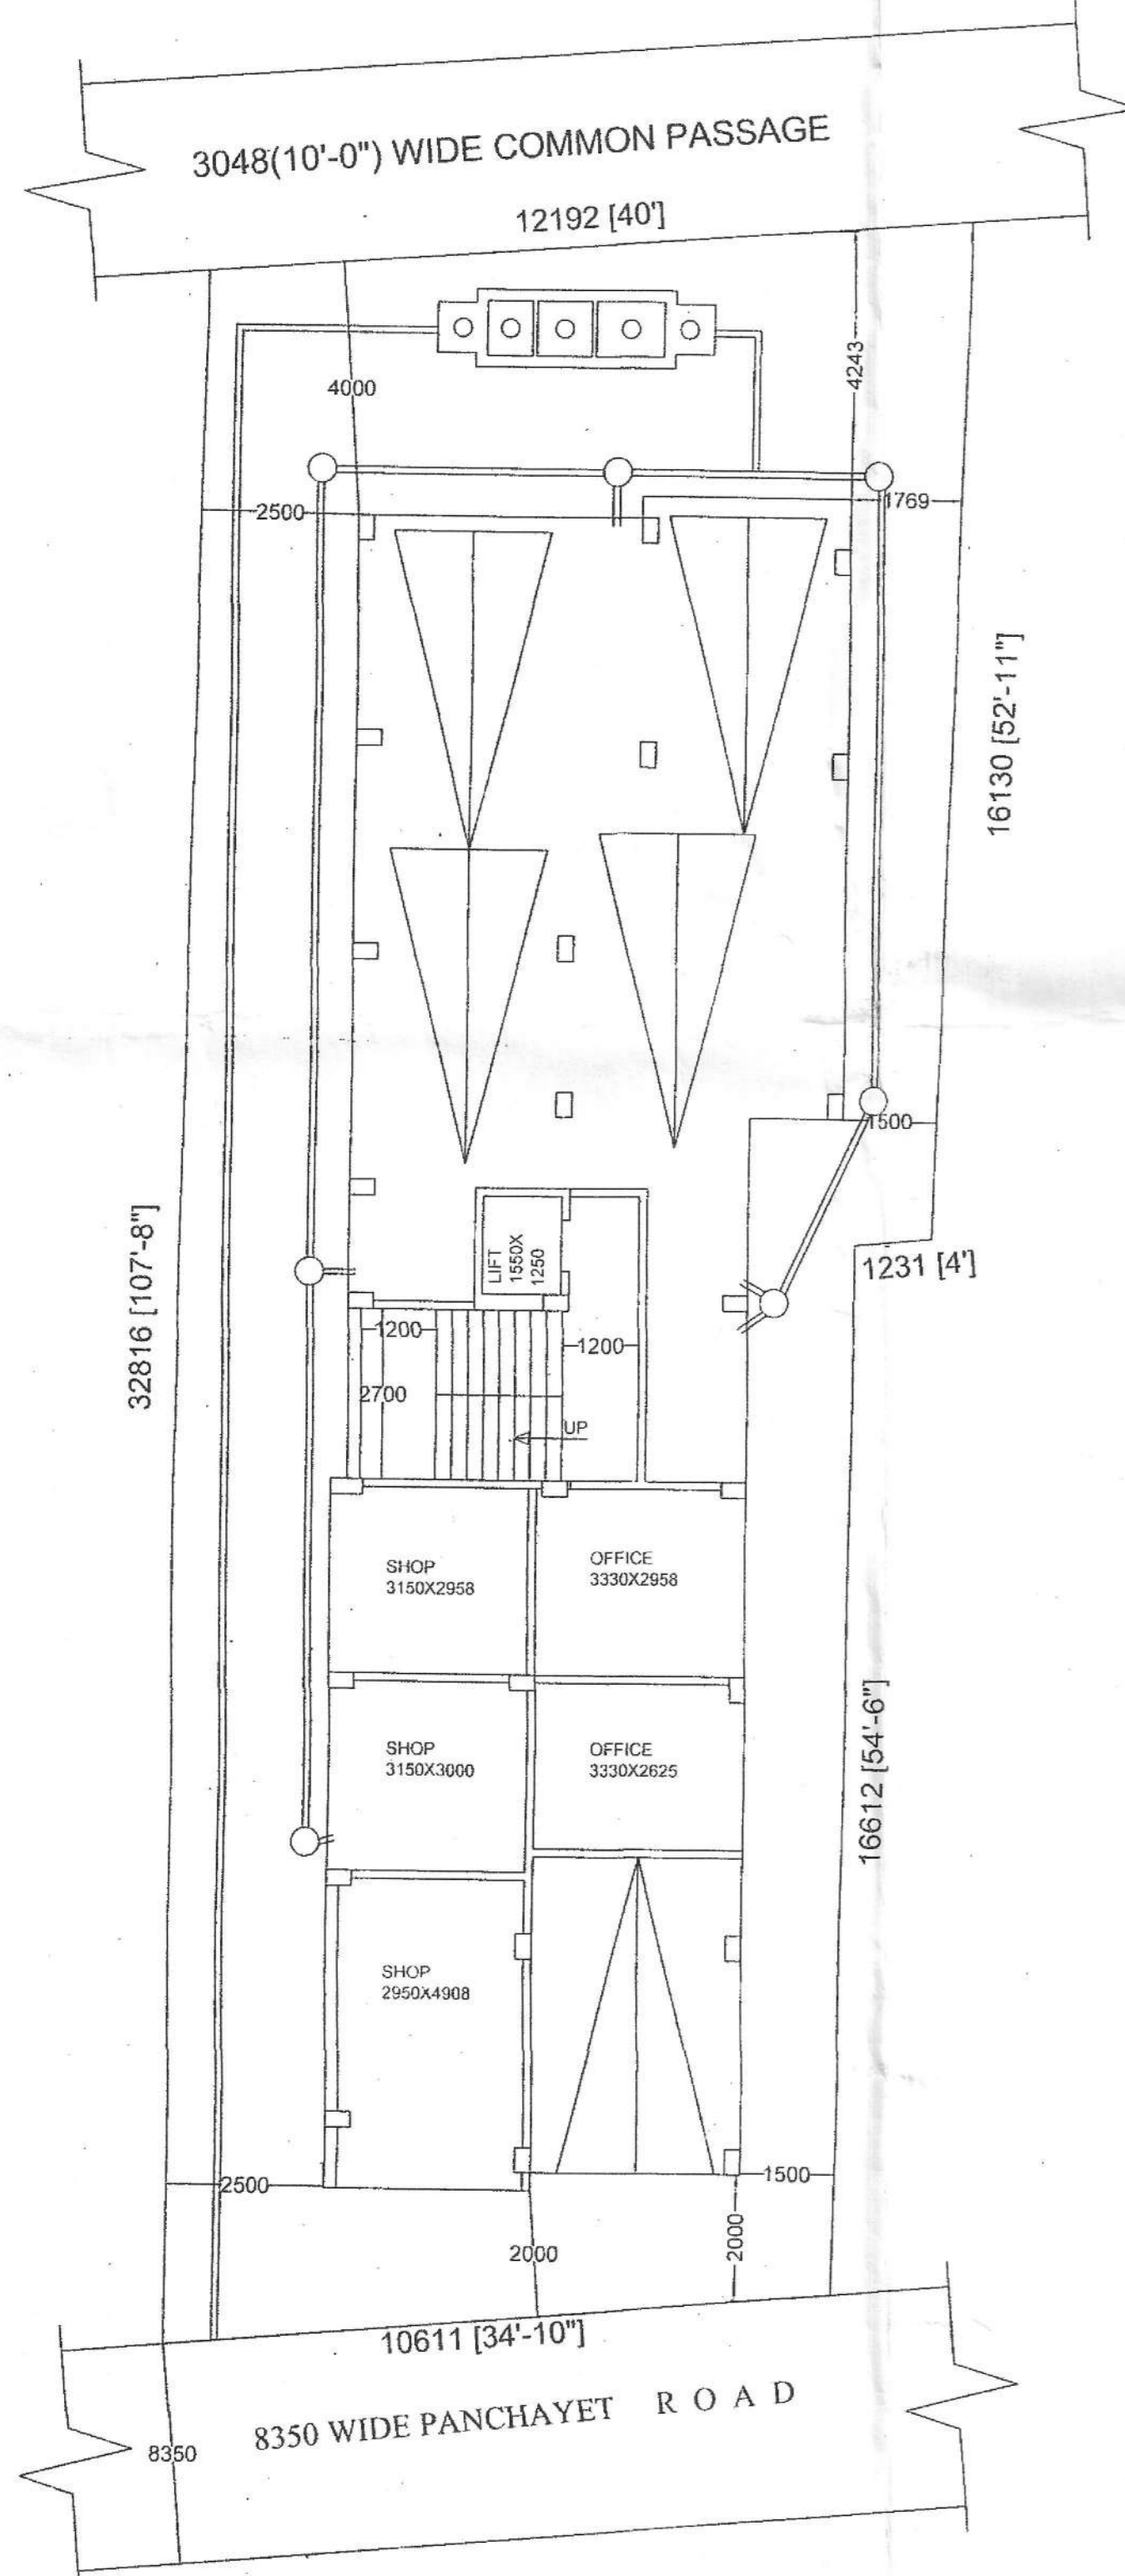 3048(10'-0") WIDE COMMON PASSAGE
12192 [40']
4000
4243
2500
1769
16130 [52'-11"]
1500
32816 [107'-8"]
LIFT
1550X
1250
1231 [4']
1200
1200
2700
UP
SHOP
3150X2958
OFFICE
3330X2958
SHOP
3150X3000
OFFICE
3330X2625
16612 [54'-6"]
SHOP
2950X4908
2500
1500
2000
2000
10611 [34'-10"]
8350 WIDE PANCHAYET ROAD
8350